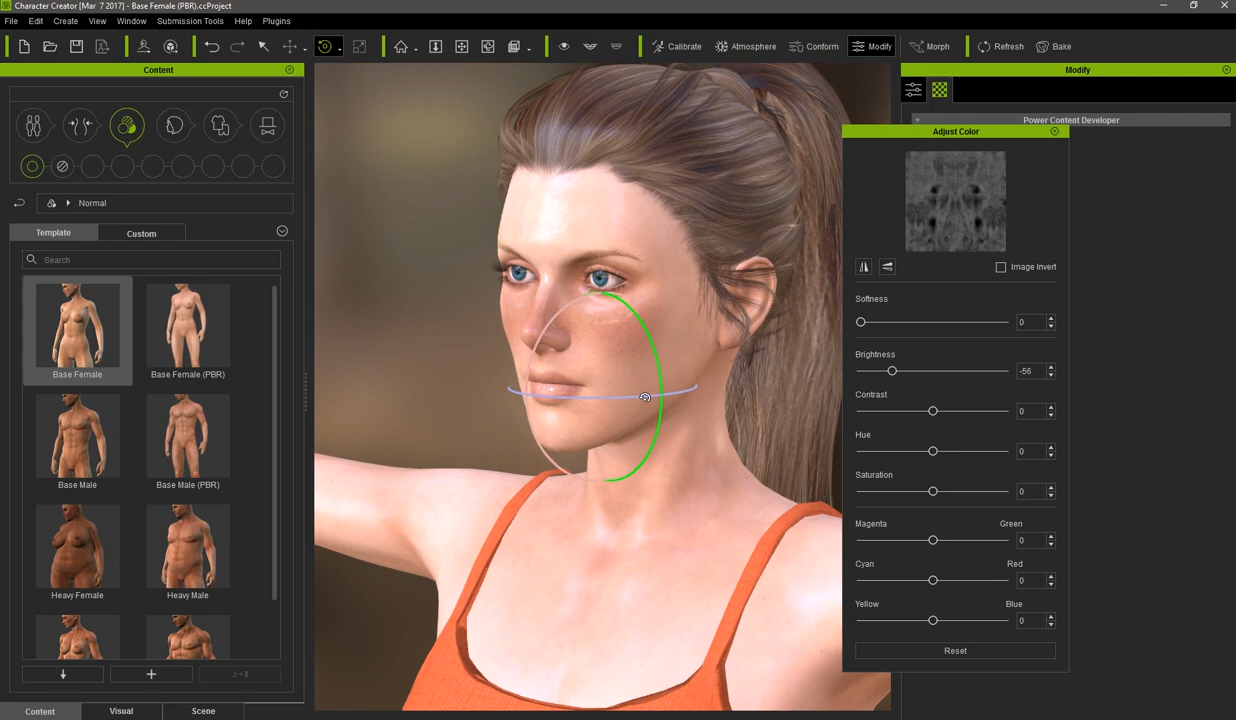 Character Creator [Mar 7 2017] - Base Female (PBR).ccProject
File Edit Create View Window Submission Tools Help Plugins
Calibrate Atmosphere Conform Modify Morph Refresh Bake
Content
Normal
Template Custom
Search
Base Female Base Female (PBR)
Base Male Base Male (PBR)
Heavy Female Heavy Male
Content Visual Scene
Modify
Power Content Developer
Adjust Color
Image Invert
Softness
0
Brightness
-56
Contrast
0
Hue
0
Saturation
0
Magenta Green
0
Cyan Red
0
Yellow Blue
0
Reset